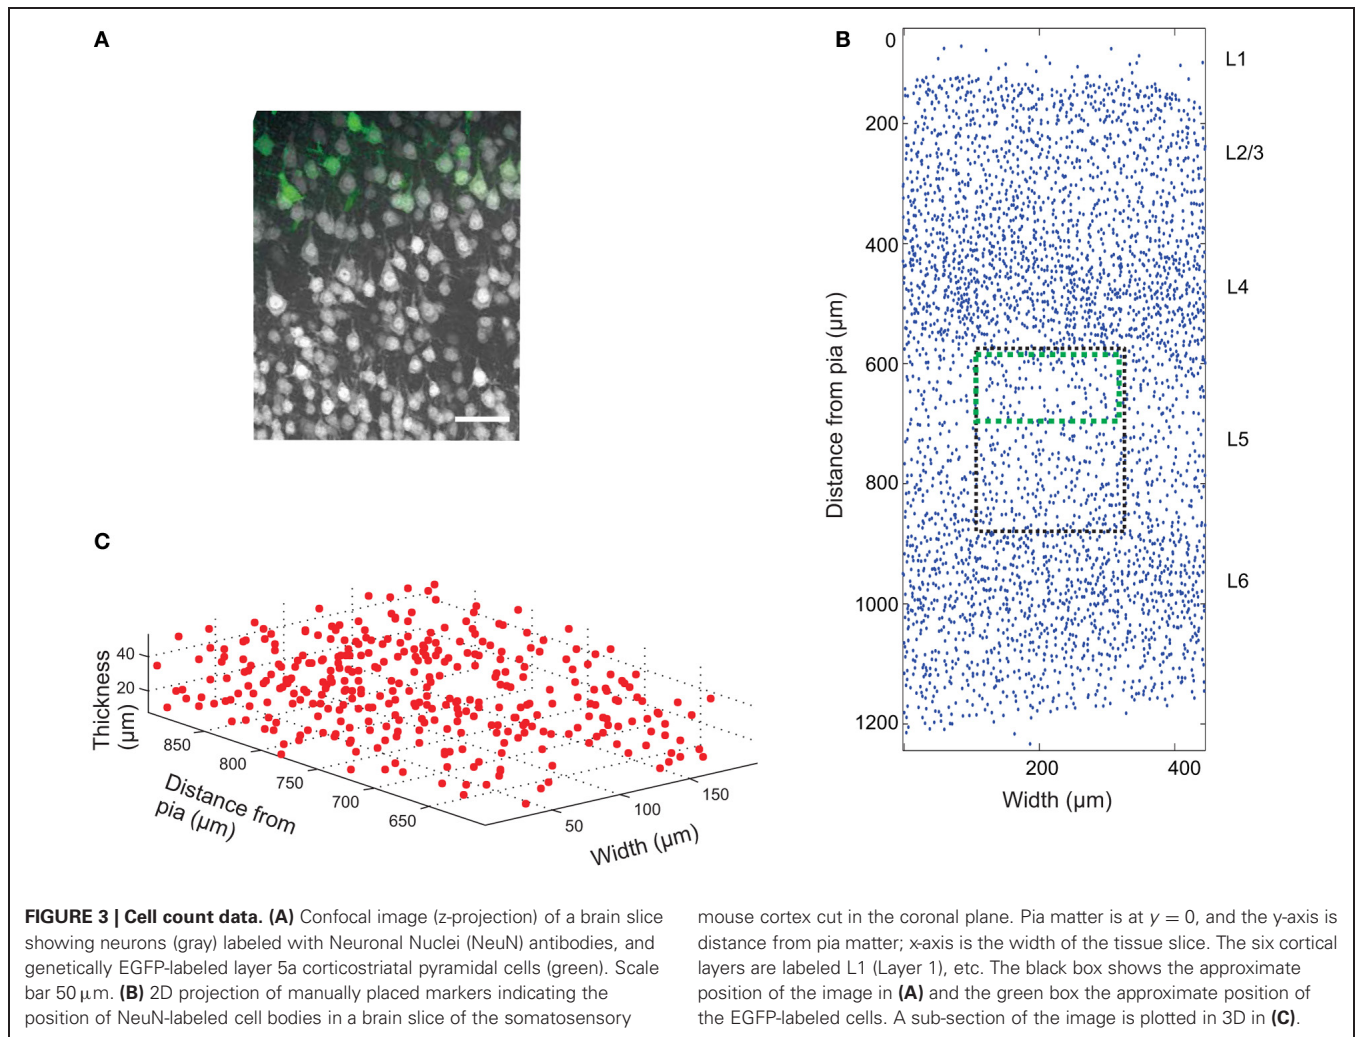 A
B
0
200
400
600
800
1000
1200
Distance from pia (µm)
200
400
Width (µm)
L1
L2/3
L4
L5
L6
C
40
20
Thickness
(µm)
850
800
750
700
650
Distance from
pia (µm)
50
100
150
Width (µm)
FIGURE 3 | Cell count data. (A) Confocal image (z-projection) of a brain slice
showing neurons (gray) labeled with Neuronal Nuclei (NeuN) antibodies, and
genetically EGFP-labeled layer 5a corticostriatal pyramidal cells (green). Scale
bar 50 µm. (B) 2D projection of manually placed markers indicating the
position of NeuN-labeled cell bodies in a brain slice of the somatosensory
mouse cortex cut in the coronal plane. Pia matter is at y = 0, and the y-axis is
distance from pia matter; x-axis is the width of the tissue slice. The six cortical
layers are labeled L1 (Layer 1), etc. The black box shows the approximate
position of the image in (A) and the green box the approximate position of
the EGFP-labeled cells. A sub-section of the image is plotted in 3D in (C).